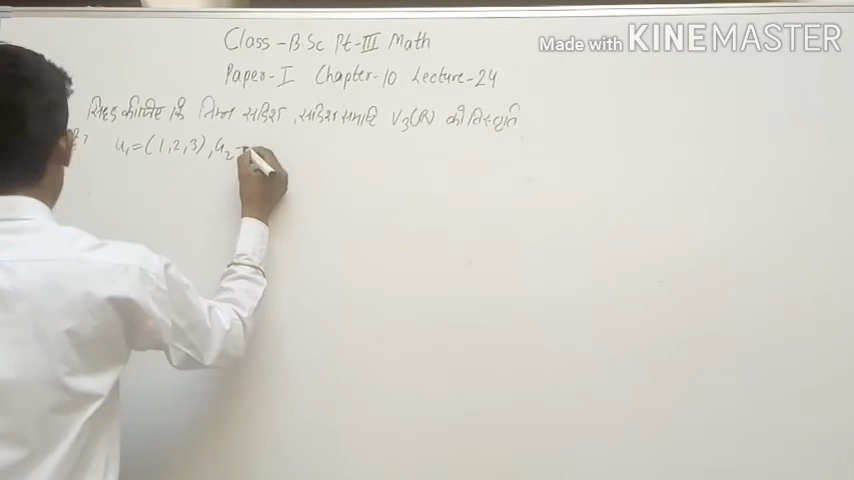 Class - B.Sc Pt-III Math
Made with KINEMASTER
Paper-I Chapter-10 Lecture-24
सिद्ध कीजिए कि निम्न सदिश, सदिश समष्टि V₃(R) की विस्तृति
है? u₁=(1,2,3), u₂=